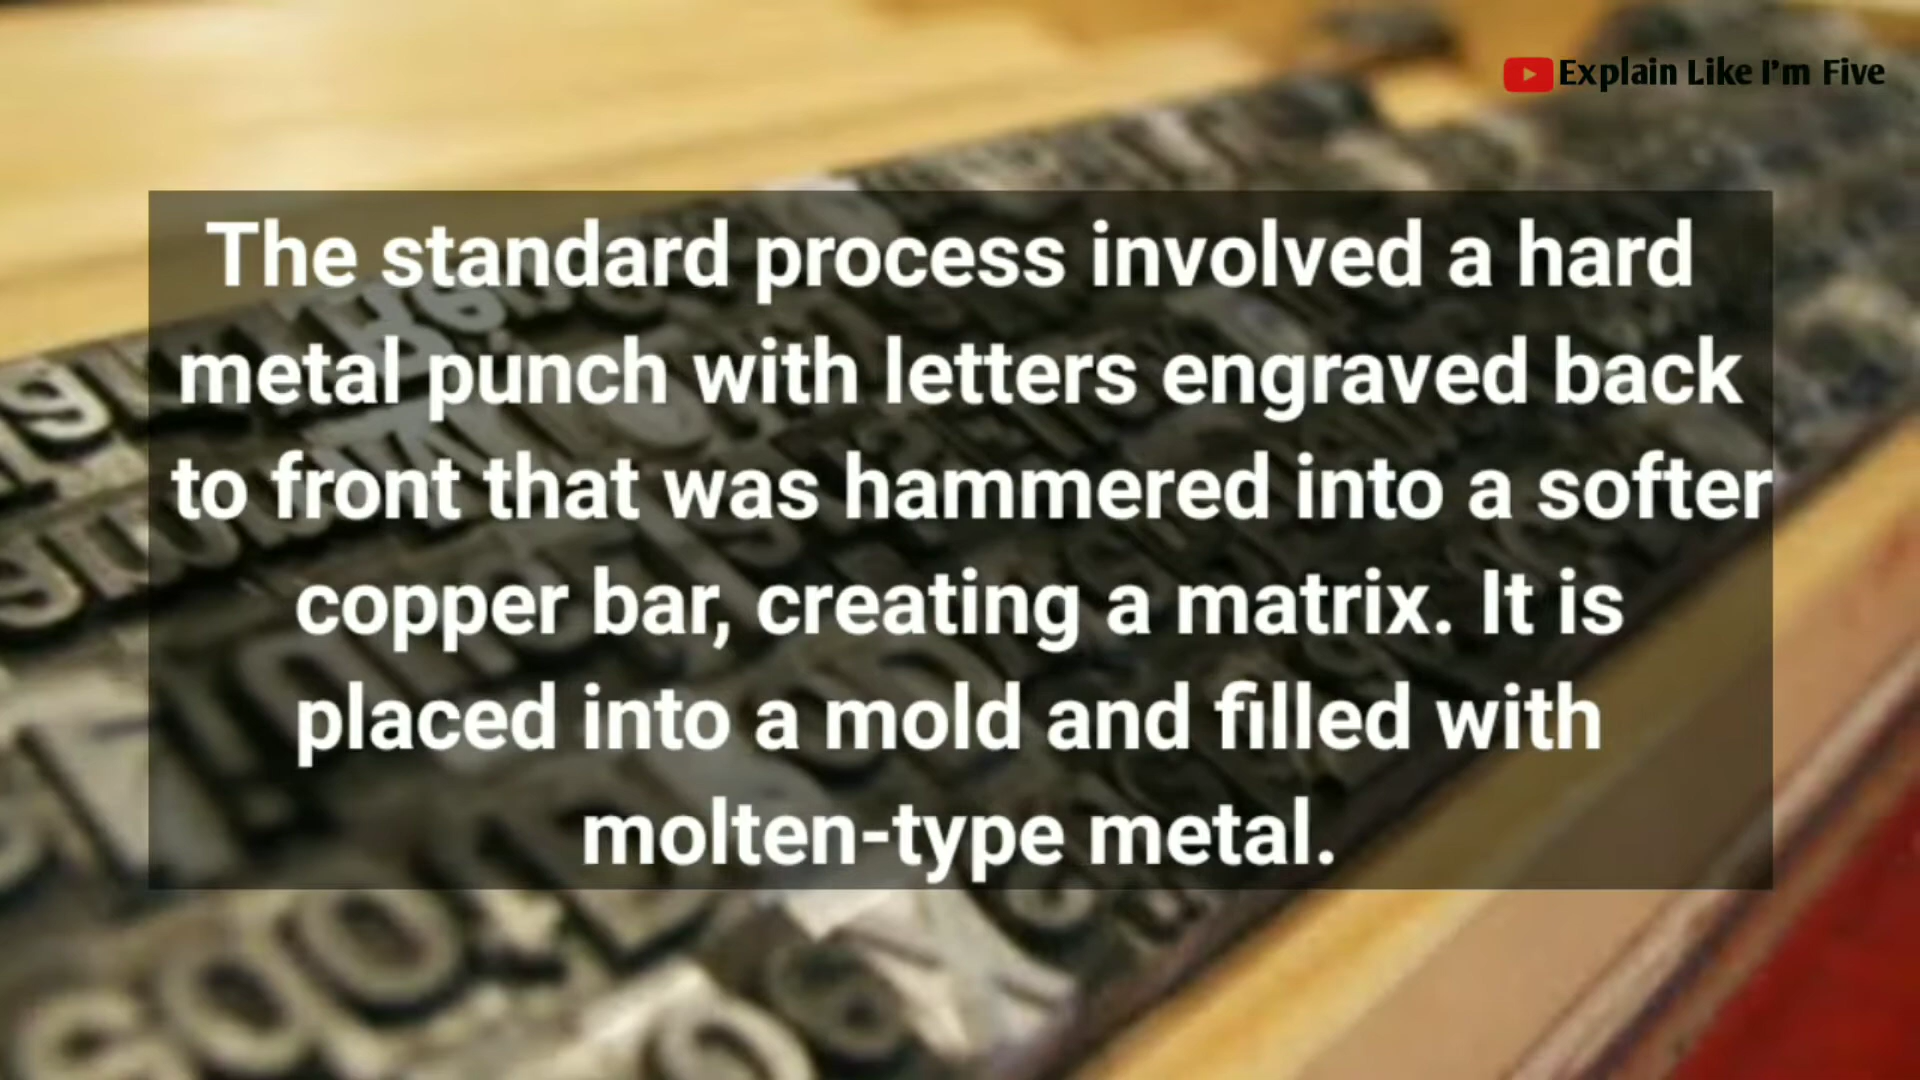 Explain Like I'm Five
The standard process involved a hard
metal punch with letters engraved back
to front that was hammered into a softer
copper bar, creating a matrix. It is
placed into a mold and filled with
molten-type metal.